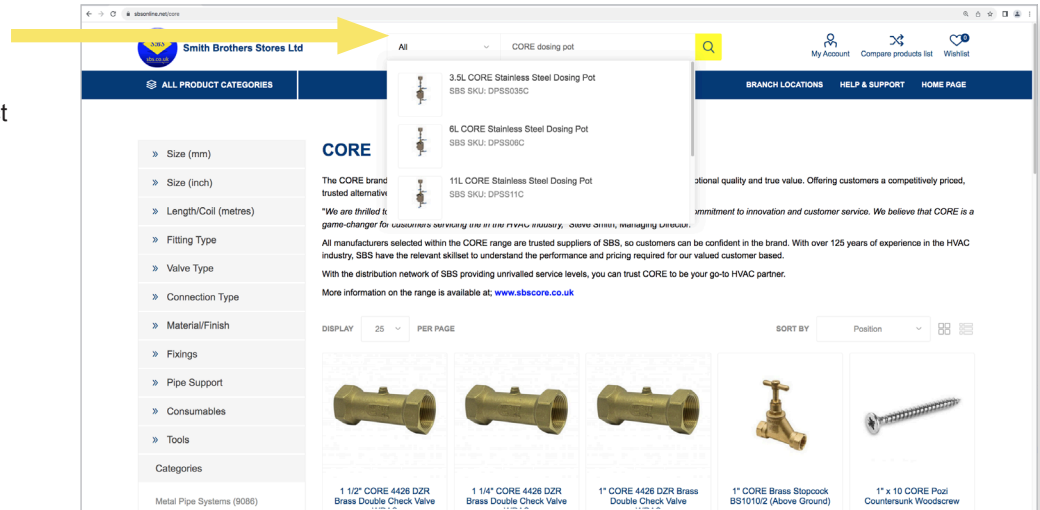 st
sbsonline.net/core
SBS
sbs.co.uk
Smith Brothers Stores Ltd
All
CORE dosing pot
My Account
Compare products list
Wishlist
ALL PRODUCT CATEGORIES
BRANCH LOCATIONS
HELP & SUPPORT
HOME PAGE
3.5L CORE Stainless Steel Dosing Pot
SBS SKU: DPSS035C
6L CORE Stainless Steel Dosing Pot
SBS SKU: DPSS06C
11L CORE Stainless Steel Dosing Pot
SBS SKU: DPSS11C
Size (mm)
Size (inch)
Length/Coil (metres)
Fitting Type
Valve Type
Connection Type
Material/Finish
Fixings
Pipe Support
Consumables
Tools
Categories
Metal Pipe Systems (9086)
CORE
The CORE brand ptional quality and true value. Offering customers a competitively priced,
trusted alternative
"We are thrilled to mmitment to innovation and customer service. We believe that CORE is a
game-changer for customers servicing the in the HVAC industry," Steve Smith, Managing Director.
All manufacturers selected within the CORE range are trusted suppliers of SBS, so customers can be confident in the brand. With over 125 years of experience in the HVAC
industry, SBS have the relevant skillset to understand the performance and pricing required for our valued customer based.
With the distribution network of SBS providing unrivalled service levels, you can trust CORE to be your go-to HVAC partner.
More information on the range is available at; www.sbscore.co.uk
DISPLAY 25 PER PAGE
SORT BY Position
1 1/2" CORE 4426 DZR
Brass Double Check Valve
WRAS
1 1/4" CORE 4426 DZR
Brass Double Check Valve
WRAS
1" CORE 4426 DZR Brass
Double Check Valve
WRAS
1" CORE Brass Stopcock
BS1010/2 (Above Ground)
1" x 10 CORE Pozi
Countersunk Woodscrew